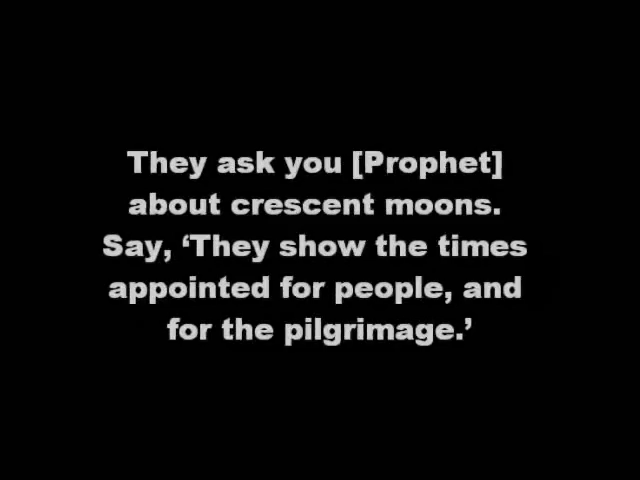 They ask you [Prophet]
about crescent moons.
Say, ‘They show the times
appointed for people, and
for the pilgrimage.’